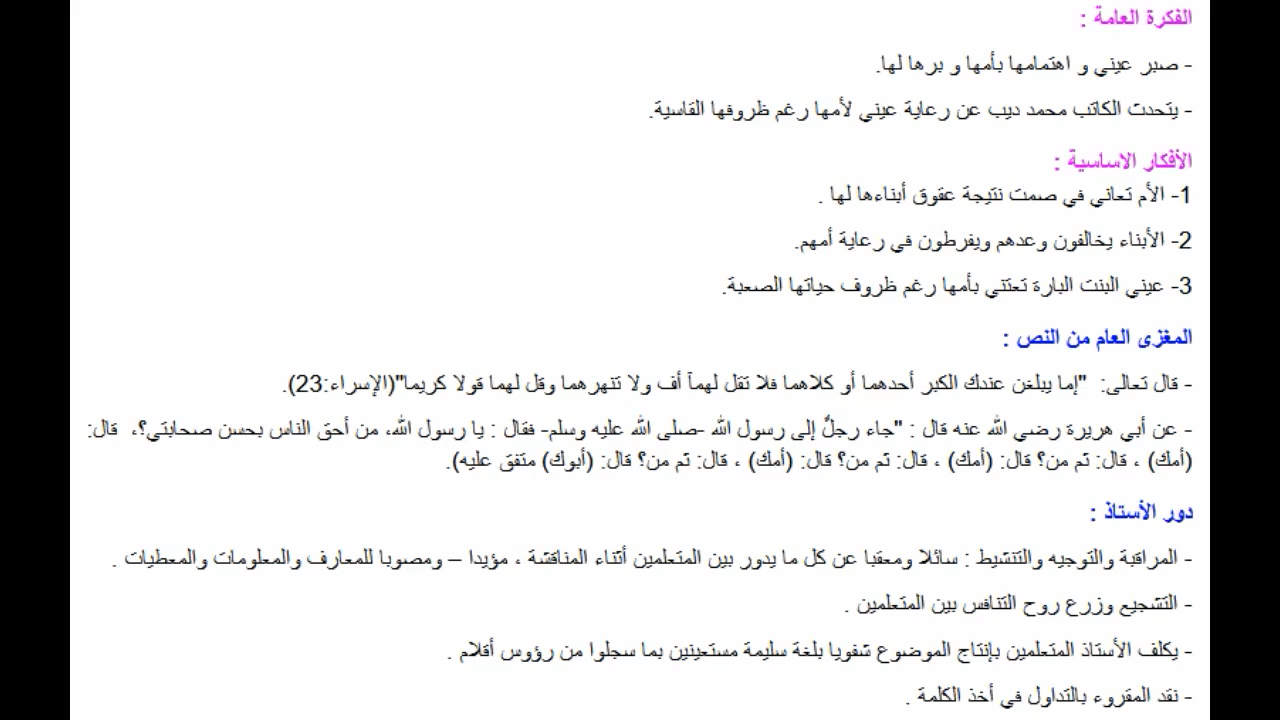 الفكرة العامة :
- صبر عيني و اهتمامها بأمها و برها لها.
- يتحدث الكاتب محمد ديب عن رعاية عيني لأمها رغم ظروفها القاسية.
الأفكار الاساسية :
1- الأم تعاني في صمت نتيجة عقوق أبناءها لها .
2- الأبناء يخالفون وعدهم ويفرطون في رعاية أمهم.
3- عيني البنت البارة تعتني بأمها رغم ظروف حياتها الصعبة.
المغزى العام من النص :
- قال تعالى: "إما يبلغن عندك الكبر أحدهما أو كلاهما فلا تقل لهمآ أف ولا تنهرهما وقل لهما قولا كريما"(الإسراء:23).
- عن أبي هريرة رضي الله عنه قال : "جاء رجلٌ إلى رسول الله -صلى الله عليه وسلم- فقال : يا رسول الله، من أحق الناس بحسن صحابتي؟، قال:
(أمك) ، قال: ثم من؟ قال: (أمك) ، قال: ثم من؟ قال: (أمك) ، قال: ثم من؟ قال: (أبوك) متفق عليه).
دور الأستاذ :
- المراقبة والتوجيه والتنشيط : سائلا ومعقبا عن كل ما يدور بين المتعلمين أثناء المناقشة ، مؤيدا – ومصوبا للمعارف والمعلومات والمعطيات .
- التشجيع وزرع روح التنافس بين المتعلمين .
- يكلف الأستاذ المتعلمين بإنتاج الموضوع شفويا بلغة سليمة مستعينين بما سجلوا من رؤوس أقلام .
- نقد المقروء بالتداول في أخذ الكلمة .